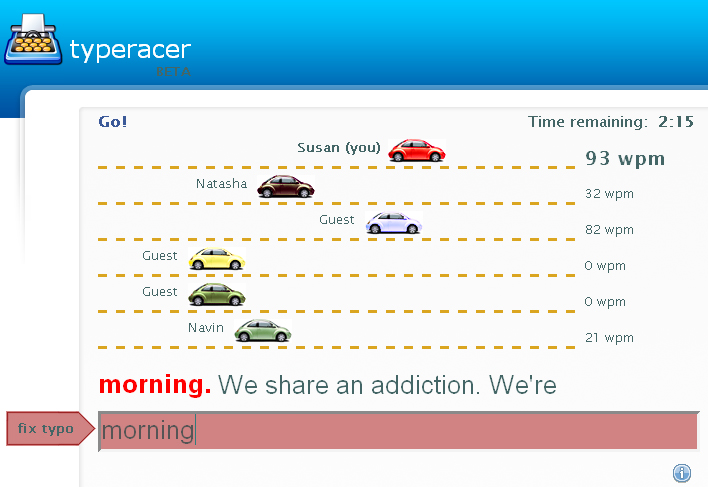 typeracer
BETA
Go! Time remaining: 2:15
Susan (you) 93 wpm
Natasha 32 wpm
Guest 82 wpm
Guest 0 wpm
Guest 0 wpm
Navin 21 wpm
morning. We share an addiction. We're
fix typo morning